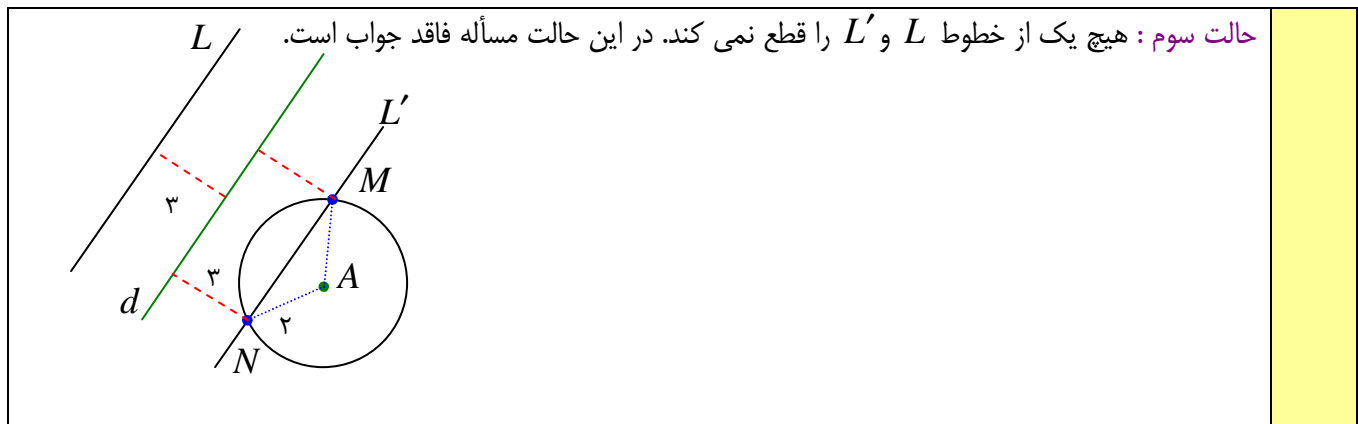 حالت سوم : هیچ یک از خطوط L و L′ را قطع نمی کند. در این حالت مسأله فاقد جواب است.
L
L′
M
۳
۳
A
d
۲
N